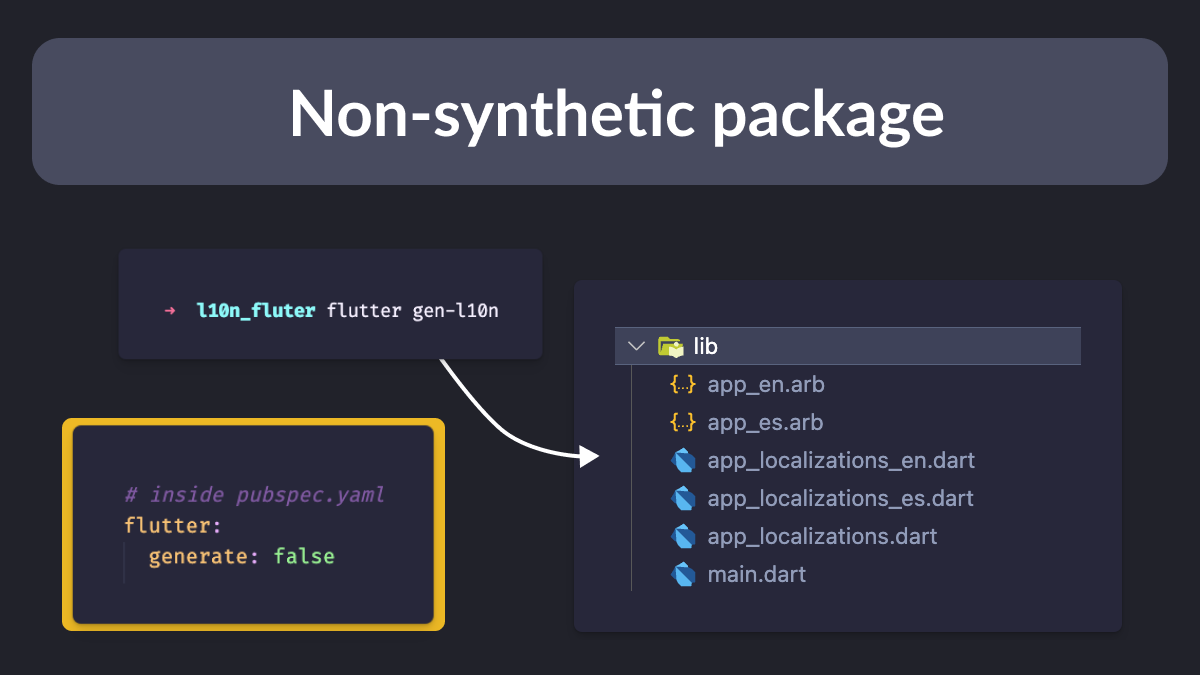 Non-synthetic package
→ l10n_fluter flutter gen-l10n
# inside pubspec.yaml
flutter:
generate: false
lib
{...} app_en.arb
{...} app_es.arb
app_localizations_en.dart
app_localizations_es.dart
app_localizations.dart
main.dart